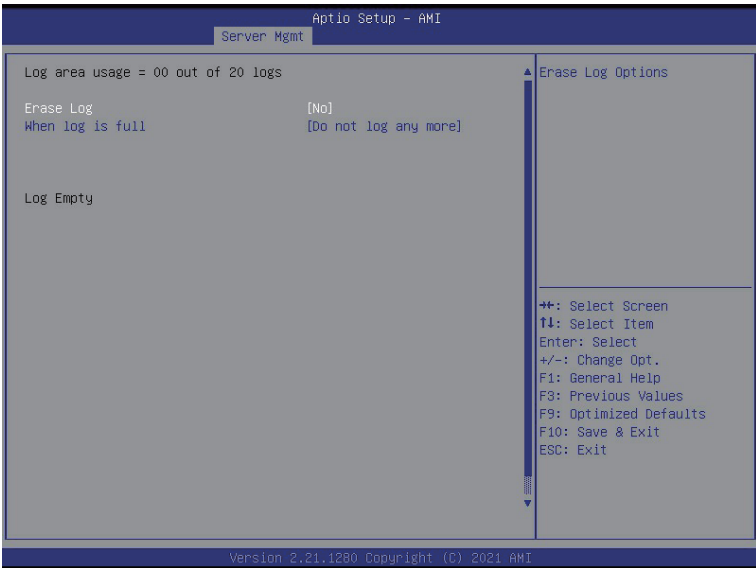 Aptio Setup – AMI
Server Mgmt
Log area usage = 00 out of 20 logs
Erase Log [No]
When log is full [Do not log any more]
Log Empty
Erase Log Options
→←: Select Screen
↑↓: Select Item
Enter: Select
+/-: Change Opt.
F1: General Help
F3: Previous Values
F9: Optimized Defaults
F10: Save & Exit
ESC: Exit
Version 2.21.1280 Copyright (C) 2021 AMI